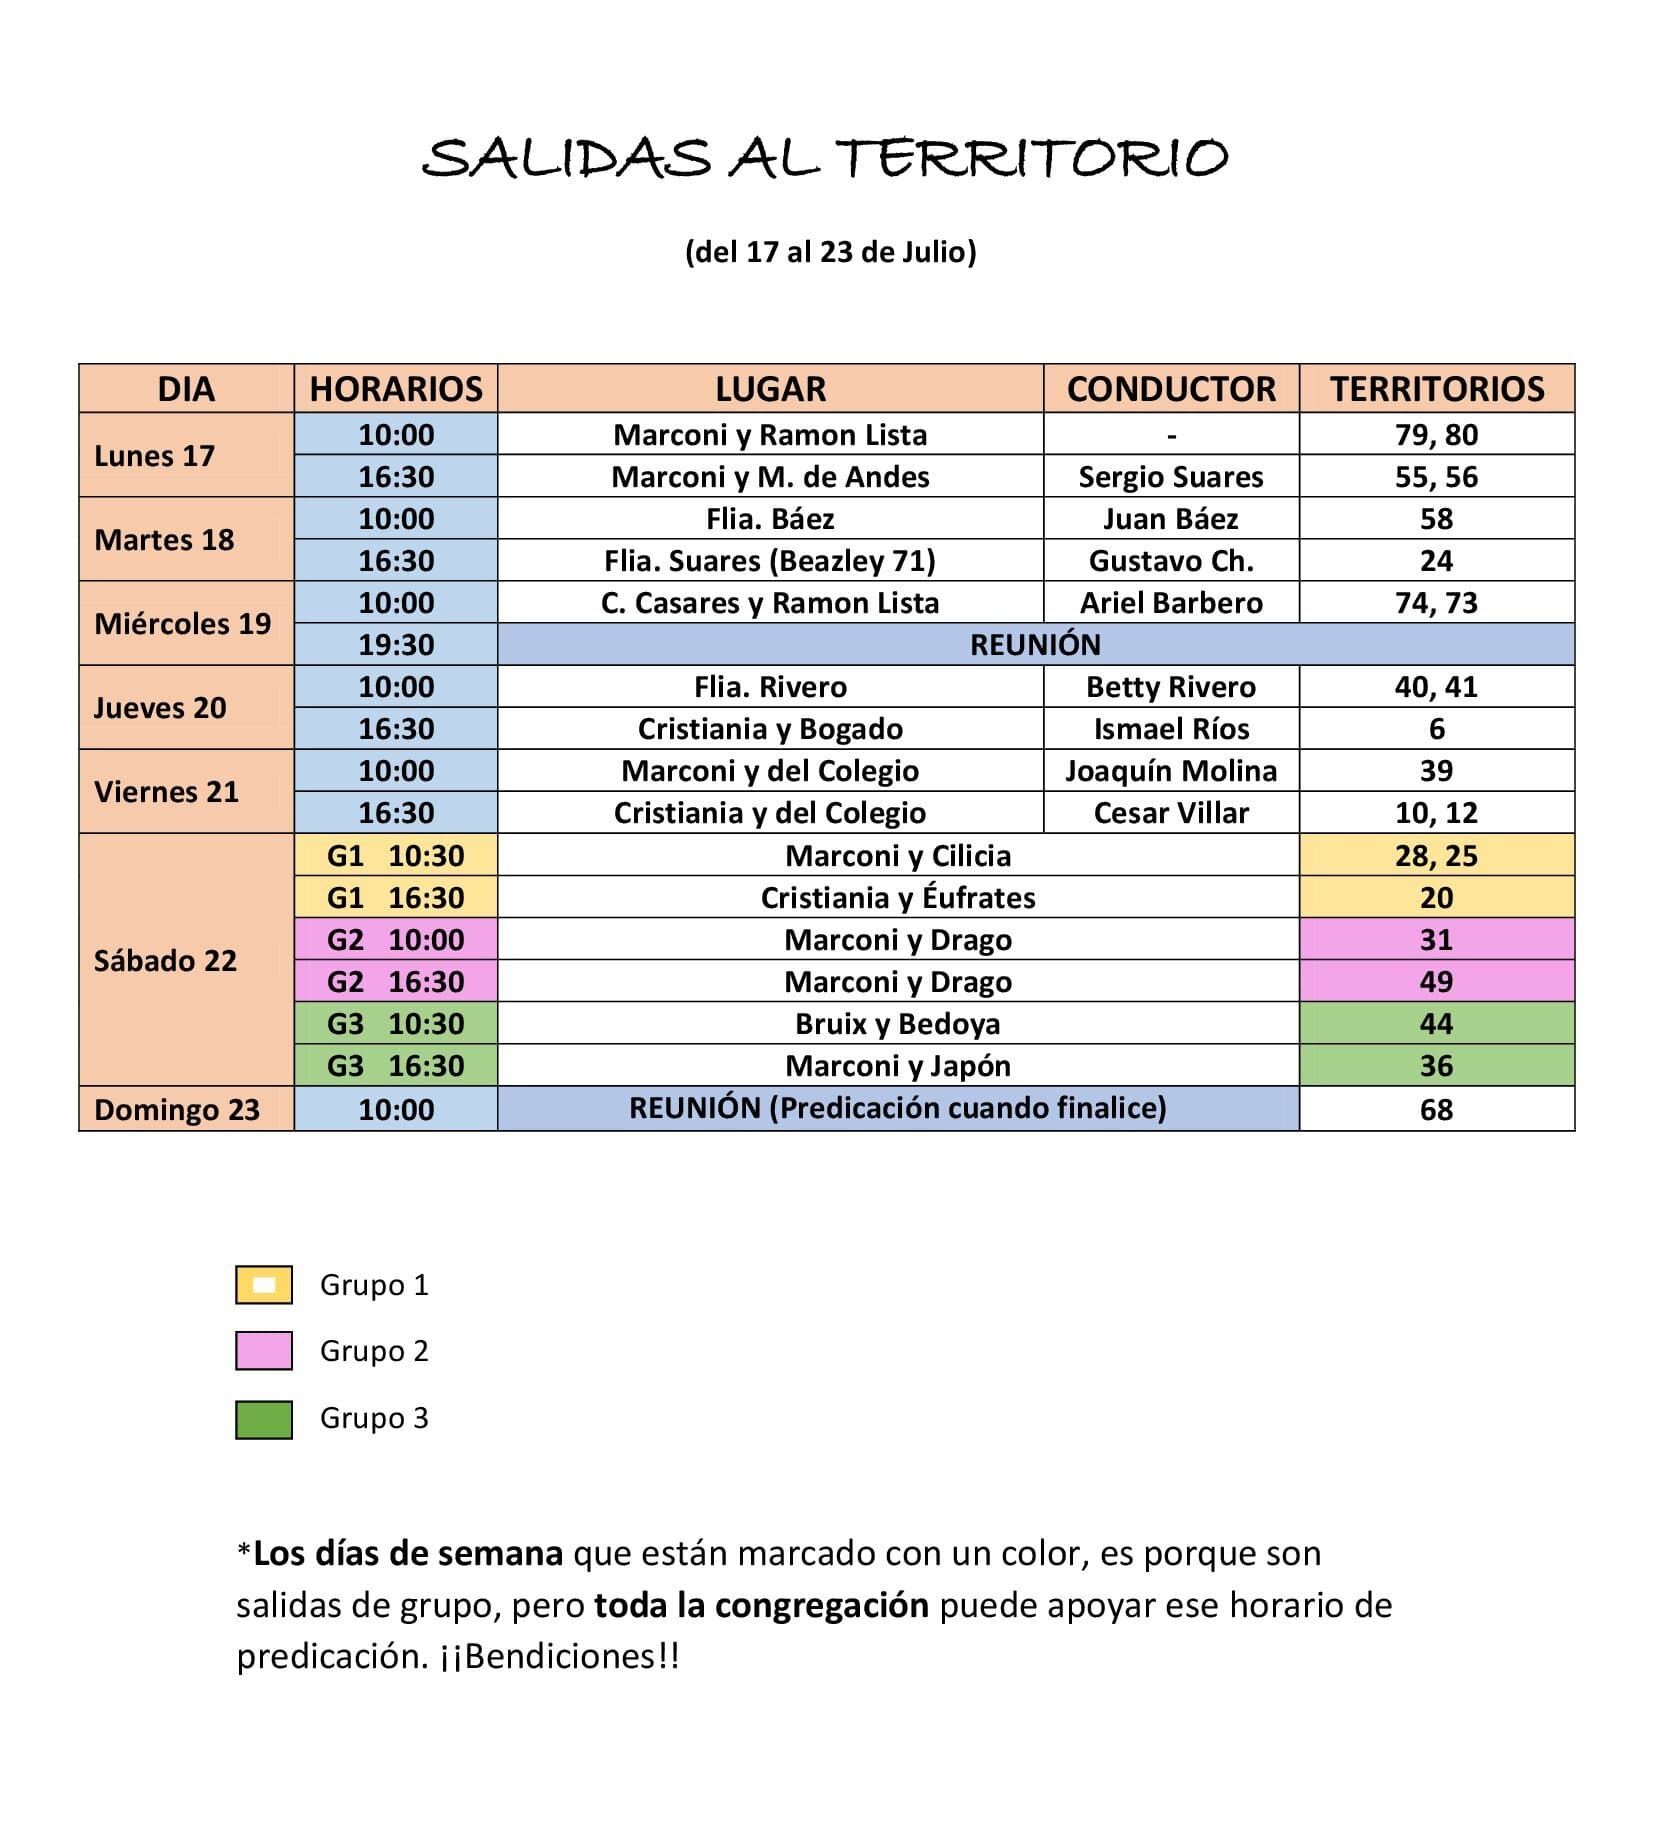 SALIDAS AL TERRITORIO
(del 17 al 23 de Julio)
DIA HORARIOS LUGAR CONDUCTOR TERRITORIOS
Lunes 17
10:00 Marconi y Ramon Lista - 79, 80
16:30 Marconi y M. de Andes Sergio Suares 55, 56
Martes 18
10:00 Flia. Báez Juan Báez 58
16:30 Flia. Suares (Beazley 71) Gustavo Ch. 24
Miércoles 19
10:00 C. Casares y Ramon Lista Ariel Barbero 74, 73
19:30 REUNIÓN
Jueves 20
10:00 Flia. Rivero Betty Rivero 40, 41
16:30 Cristiania y Bogado Ismael Ríos 6
Viernes 21
10:00 Marconi y del Colegio Joaquín Molina 39
16:30 Cristiania y del Colegio Cesar Villar 10, 12
Sábado 22
G1 10:30 Marconi y Cilicia 28, 25
G1 16:30 Cristiania y Éufrates 20
G2 10:00 Marconi y Drago 31
G2 16:30 Marconi y Drago 49
G3 10:30 Bruix y Bedoya 44
G3 16:30 Marconi y Japón 36
Domingo 23 10:00 REUNIÓN (Predicación cuando finalice) 68
Grupo 1
Grupo 2
Grupo 3
*Los días de semana que están marcado con un color, es porque son
salidas de grupo, pero toda la congregación puede apoyar ese horario de
predicación. ¡¡Bendiciones!!